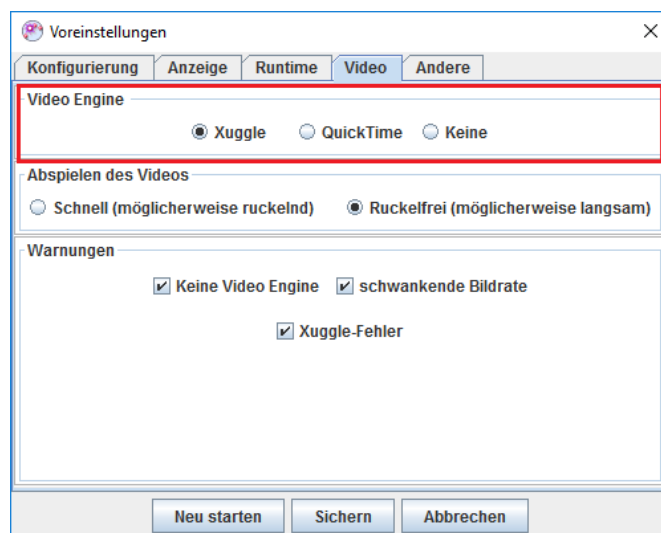 Voreinstellungen
Konfigurierung Anzeige Runtime Video Andere
Video Engine
Xuggle QuickTime Keine
Abspielen des Videos
Schnell (möglicherweise ruckelnd) Ruckelfrei (möglicherweise langsam)
Warnungen
Keine Video Engine schwankende Bildrate
Xuggle-Fehler
Neu starten Sichern Abbrechen